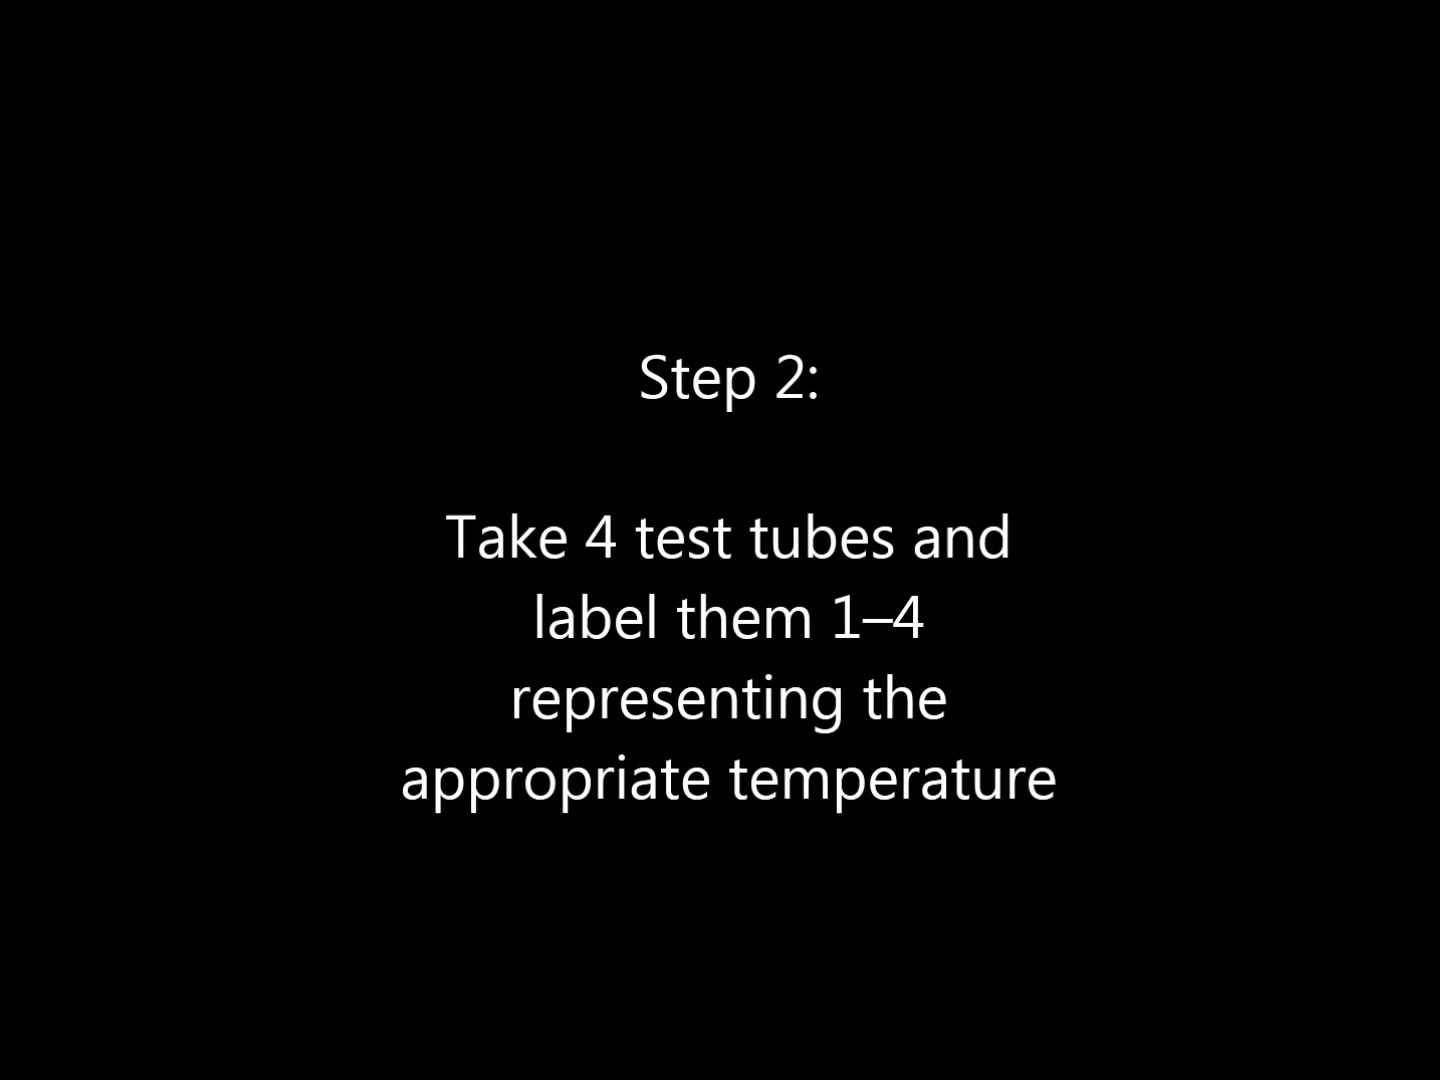 Step 2:
Take 4 test tubes and
label them 1–4
representing the
appropriate temperature